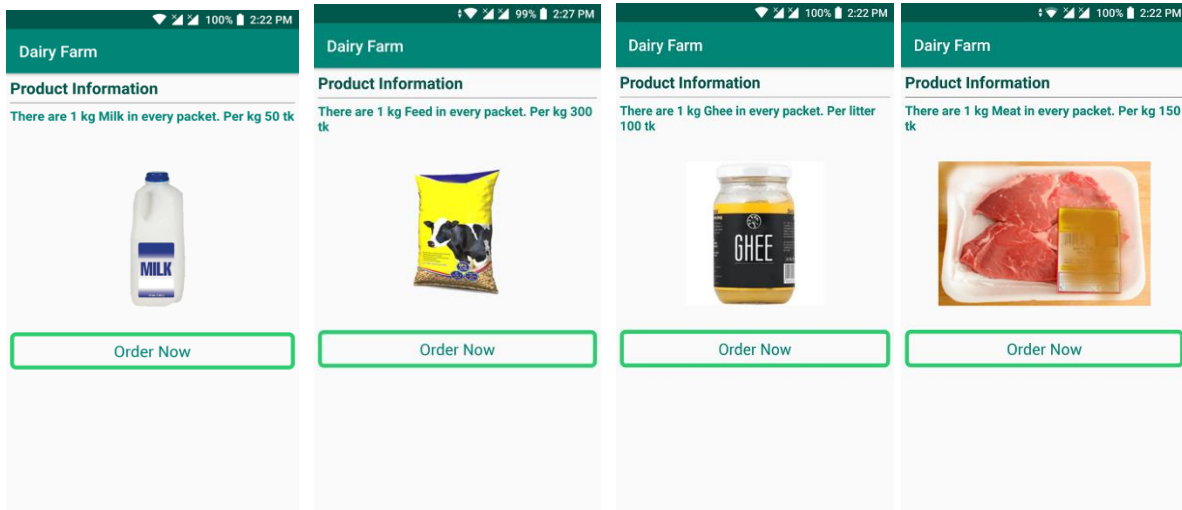 100% 2:22 PM
Dairy Farm
Product Information
There are 1 kg Milk in every packet. Per kg 50 tk
MILK
Order Now
99% 2:27 PM
Dairy Farm
Product Information
There are 1 kg Feed in every packet. Per kg 300
tk
Order Now
100% 2:22 PM
Dairy Farm
Product Information
There are 1 kg Ghee in every packet. Per litter
100 tk
GHEE
Order Now
100% 2:22 PM
Dairy Farm
Product Information
There are 1 kg Meat in every packet. Per kg 150
tk
Order Now